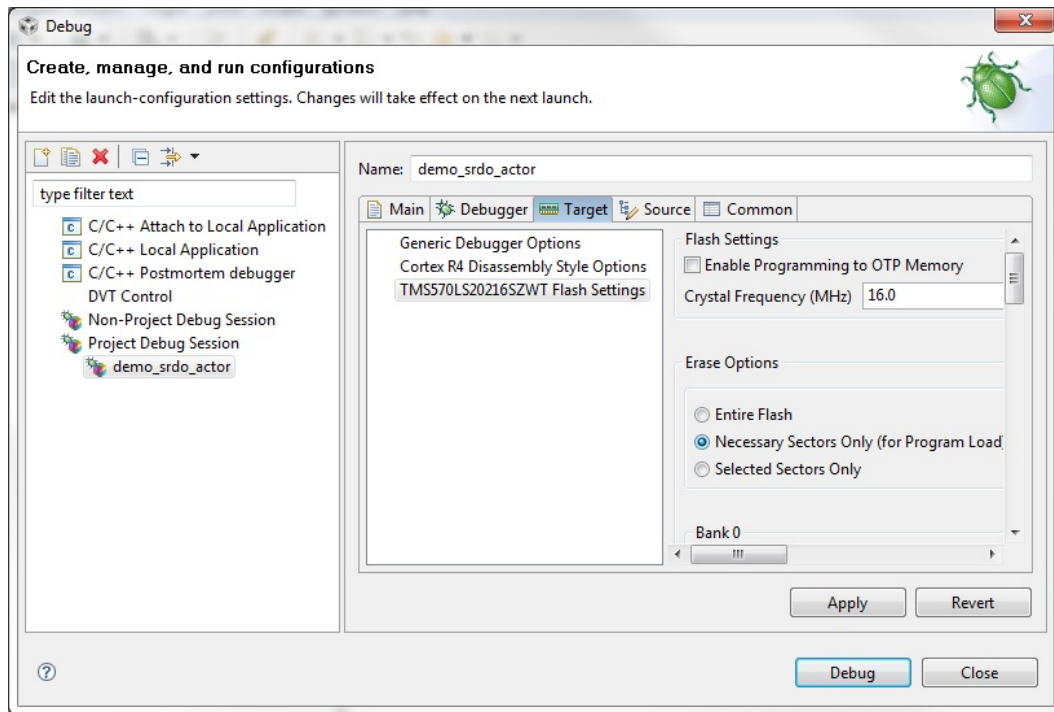 Debug
Create, manage, and run configurations
Edit the launch-configuration settings. Changes will take effect on the next launch.
type filter text
C/C++ Attach to Local Application
C/C++ Local Application
C/C++ Postmortem debugger
DVT Control
Non-Project Debug Session
Project Debug Session
demo_srdo_actor
Name: demo_srdo_actor
Main Debugger Target Source Common
Generic Debugger Options
Cortex R4 Disassembly Style Options
TMS570LS20216SZWT Flash Settings
Flash Settings
Enable Programming to OTP Memory
Crystal Frequency (MHz) 16.0
Erase Options
Entire Flash
Necessary Sectors Only (for Program Load
Selected Sectors Only
Bank 0
Apply Revert
Debug Close